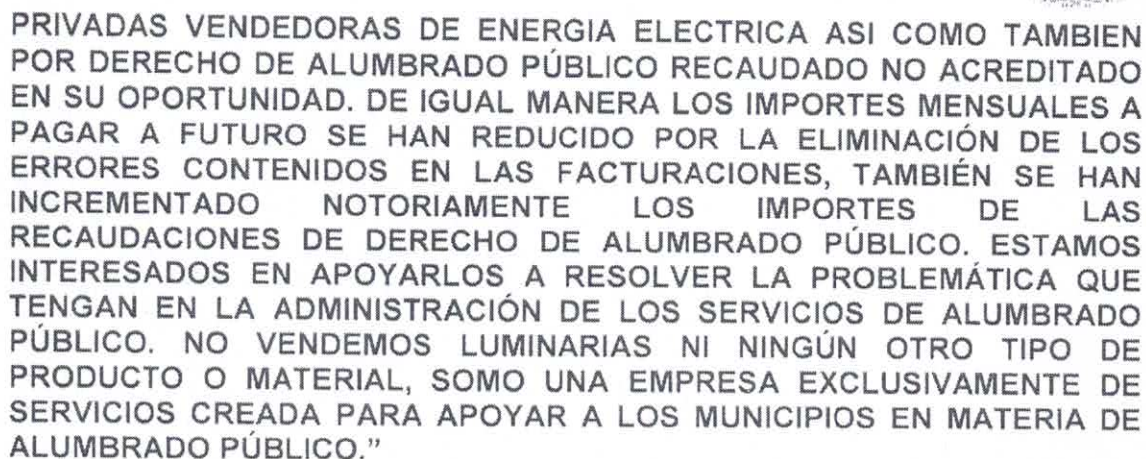 PRIVADAS VENDEDORAS DE ENERGIA ELECTRICA ASI COMO TAMBIEN
POR DERECHO DE ALUMBRADO PÚBLICO RECAUDADO NO ACREDITADO
EN SU OPORTUNIDAD. DE IGUAL MANERA LOS IMPORTES MENSUALES A
PAGAR A FUTURO SE HAN REDUCIDO POR LA ELIMINACIÓN DE LOS
ERRORES CONTENIDOS EN LAS FACTURACIONES, TAMBIÉN SE HAN
INCREMENTADO NOTORIAMENTE LOS IMPORTES DE LAS
RECAUDACIONES DE DERECHO DE ALUMBRADO PÚBLICO. ESTAMOS
INTERESADOS EN APOYARLOS A RESOLVER LA PROBLEMÁTICA QUE
TENGAN EN LA ADMINISTRACIÓN DE LOS SERVICIOS DE ALUMBRADO
PÚBLICO. NO VENDEMOS LUMINARIAS NI NINGÚN OTRO TIPO DE
PRODUCTO O MATERIAL, SOMO UNA EMPRESA EXCLUSIVAMENTE DE
SERVICIOS CREADA PARA APOYAR A LOS MUNICIPIOS EN MATERIA DE
ALUMBRADO PÚBLICO."